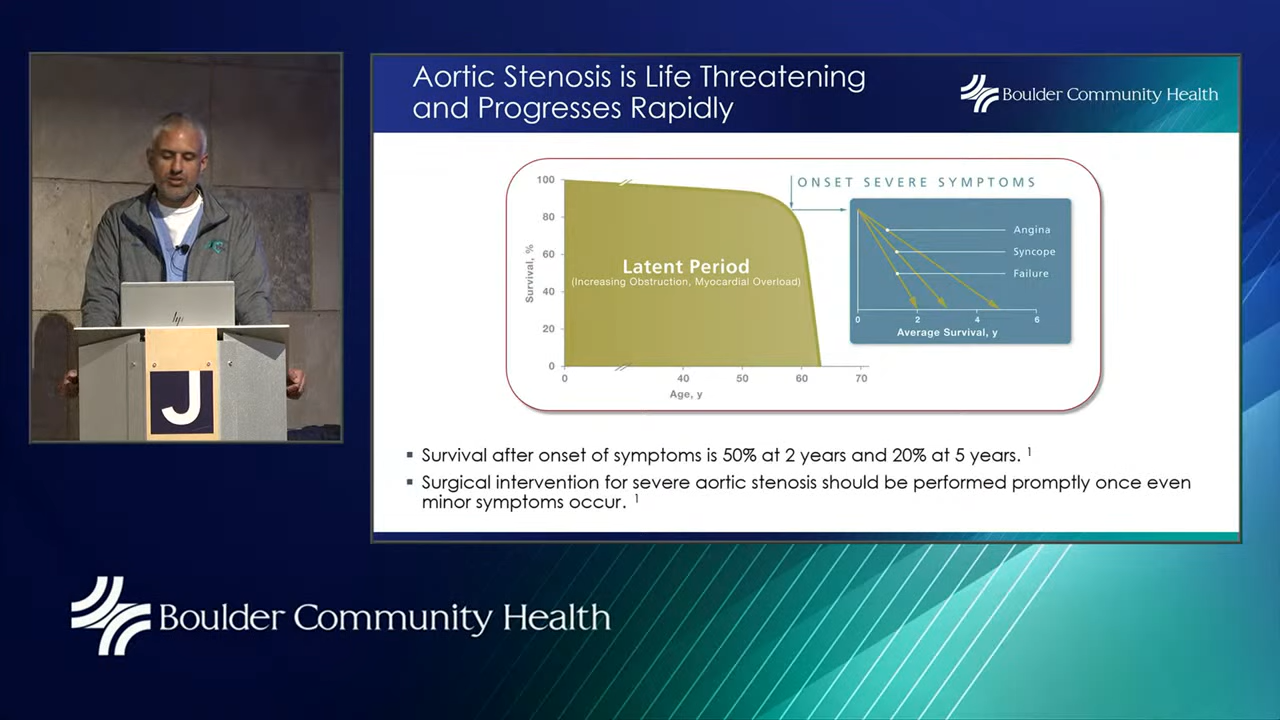 Aortic Stenosis is Life Threatening
and Progresses Rapidly
Boulder Community Health
100
80
60
40
20
0
Survival, %
0
40
50
60
70
Age, y
Latent Period
(Increasing Obstruction, Myocardial Overload)
ONSET SEVERE SYMPTOMS
Angina
Syncope
Failure
0
2
4
6
Average Survival, y
▪ Survival after onset of symptoms is 50% at 2 years and 20% at 5 years. 1
▪ Surgical intervention for severe aortic stenosis should be performed promptly once even
minor symptoms occur. 1
hp
J
Boulder Community Health